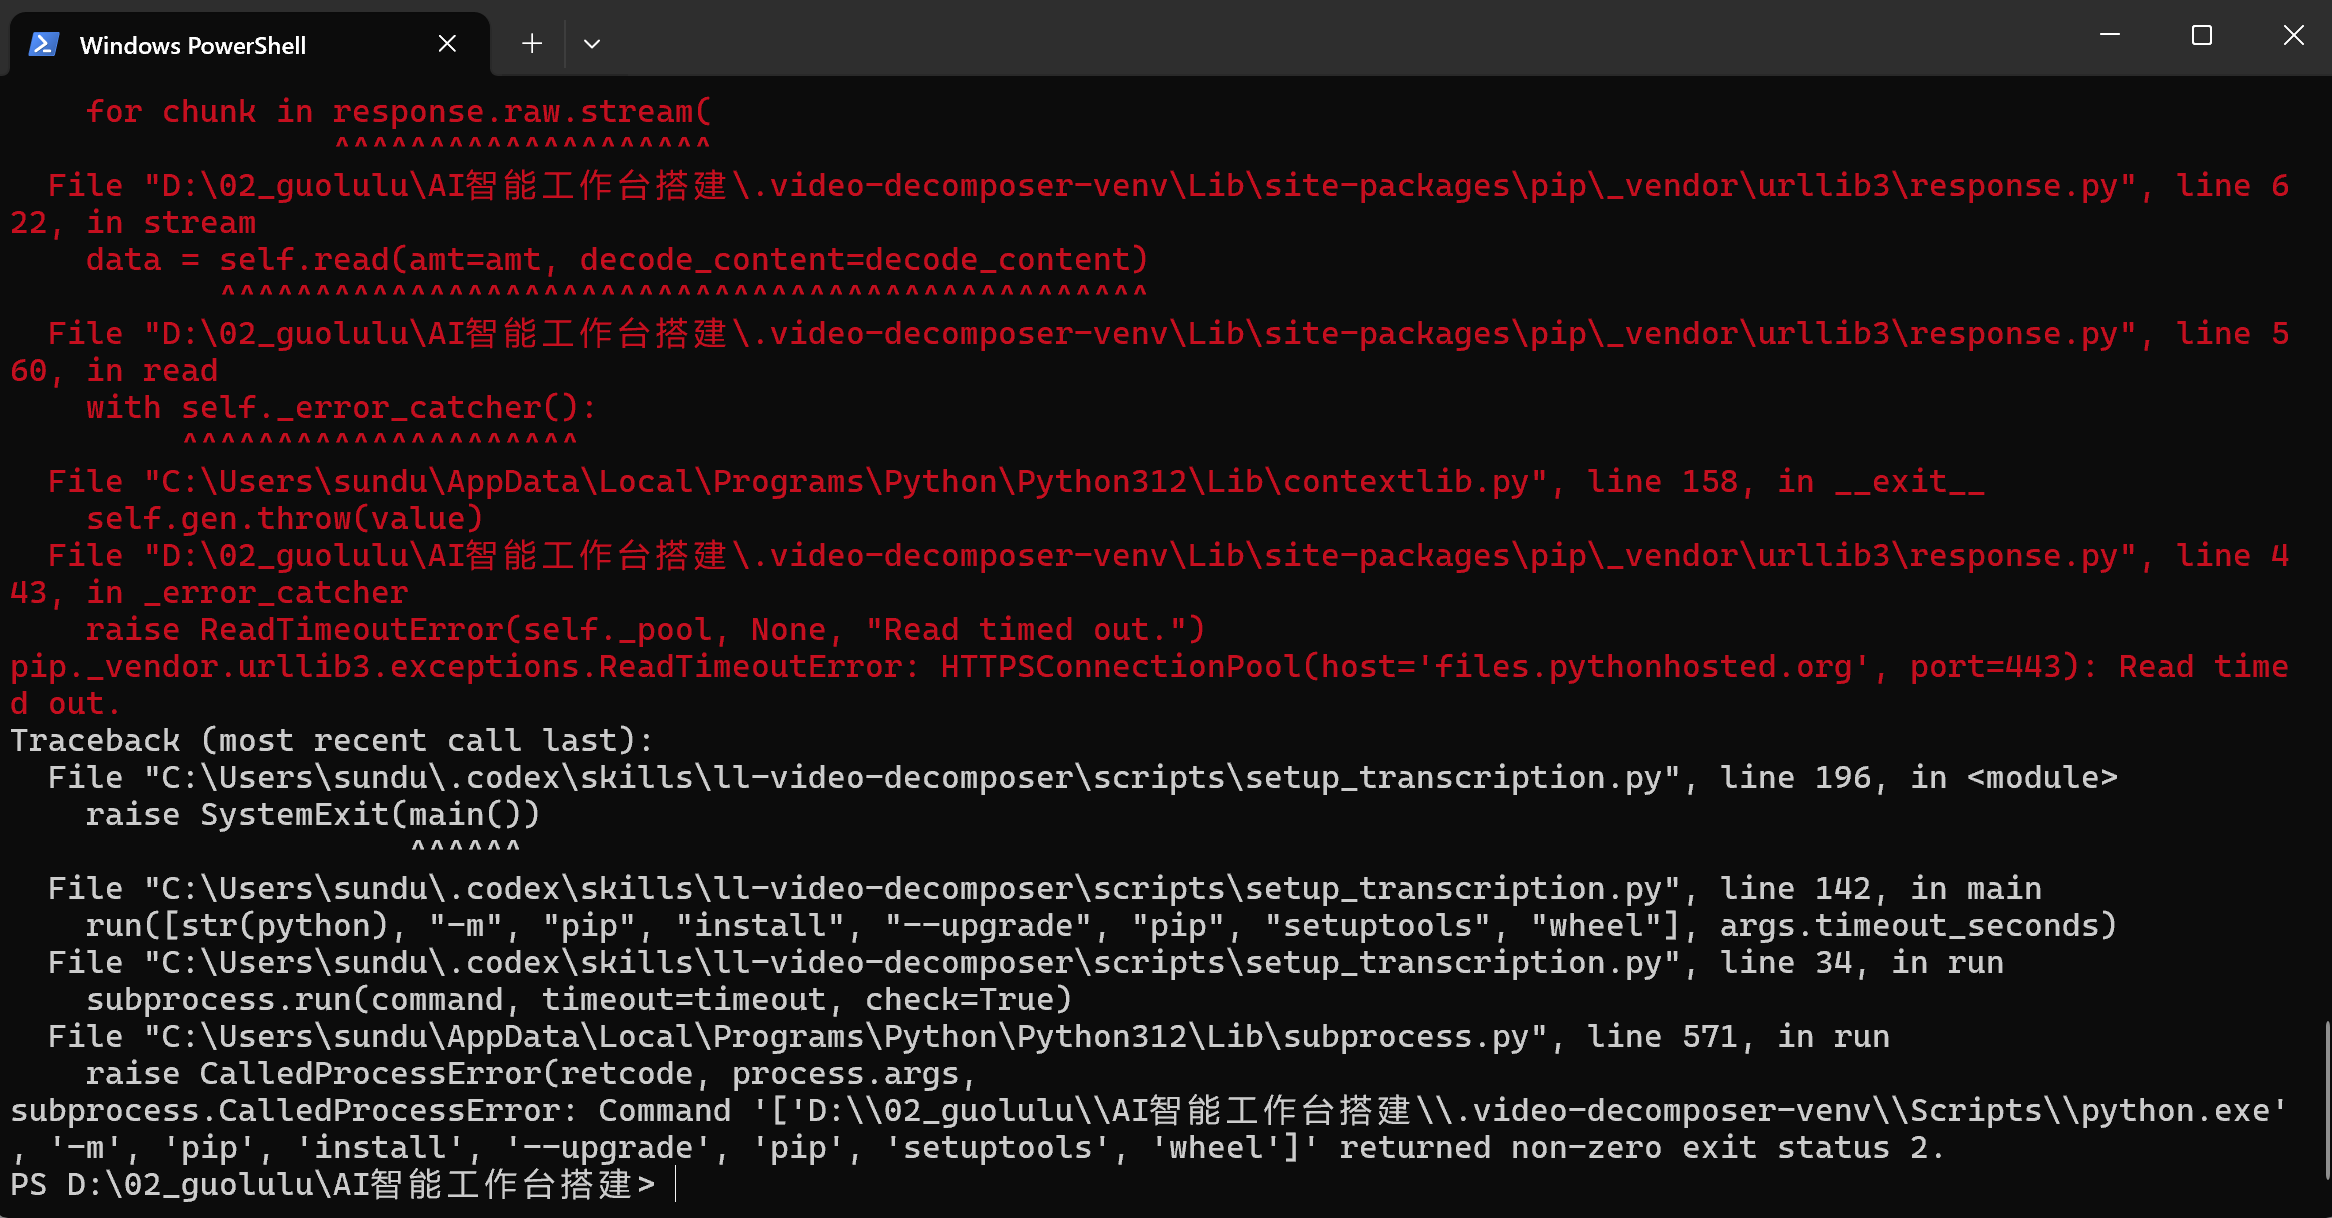 Windows PowerShell
    for chunk in response.raw.stream(
                 ^^^^^^^^^^^^^^^^^^^^
  File "D:\02_guolulu\AI智能工作台搭建\.video-decomposer-venv\Lib\site-packages\pip\_vendor\urllib3\response.py", line 6
22, in stream
    data = self.read(amt=amt, decode_content=decode_content)
           ^^^^^^^^^^^^^^^^^^^^^^^^^^^^^^^^^^^^^^^^^^^^^^^^^
  File "D:\02_guolulu\AI智能工作台搭建\.video-decomposer-venv\Lib\site-packages\pip\_vendor\urllib3\response.py", line 5
60, in read
    with self._error_catcher():
         ^^^^^^^^^^^^^^^^^^^^^
  File "C:\Users\sundu\AppData\Local\Programs\Python\Python312\Lib\contextlib.py", line 158, in __exit__
    self.gen.throw(value)
  File "D:\02_guolulu\AI智能工作台搭建\.video-decomposer-venv\Lib\site-packages\pip\_vendor\urllib3\response.py", line 4
43, in _error_catcher
    raise ReadTimeoutError(self._pool, None, "Read timed out.")
pip._vendor.urllib3.exceptions.ReadTimeoutError: HTTPSConnectionPool(host='files.pythonhosted.org', port=443): Read time
d out.
Traceback (most recent call last):
  File "C:\Users\sundu\.codex\skills\ll-video-decomposer\scripts\setup_transcription.py", line 196, in <module>
    raise SystemExit(main())
                     ^^^^^^
  File "C:\Users\sundu\.codex\skills\ll-video-decomposer\scripts\setup_transcription.py", line 142, in main
    run([str(python), "-m", "pip", "install", "--upgrade", "pip", "setuptools", "wheel"], args.timeout_seconds)
  File "C:\Users\sundu\.codex\skills\ll-video-decomposer\scripts\setup_transcription.py", line 34, in run
    subprocess.run(command, timeout=timeout, check=True)
  File "C:\Users\sundu\AppData\Local\Programs\Python\Python312\Lib\subprocess.py", line 571, in run
    raise CalledProcessError(retcode, process.args,
subprocess.CalledProcessError: Command '['D:\\02_guolulu\\AI智能工作台搭建\\.video-decomposer-venv\\Scripts\\python.exe'
, '-m', 'pip', 'install', '--upgrade', 'pip', 'setuptools', 'wheel']' returned non-zero exit status 2.
PS D:\02_guolulu\AI智能工作台搭建>